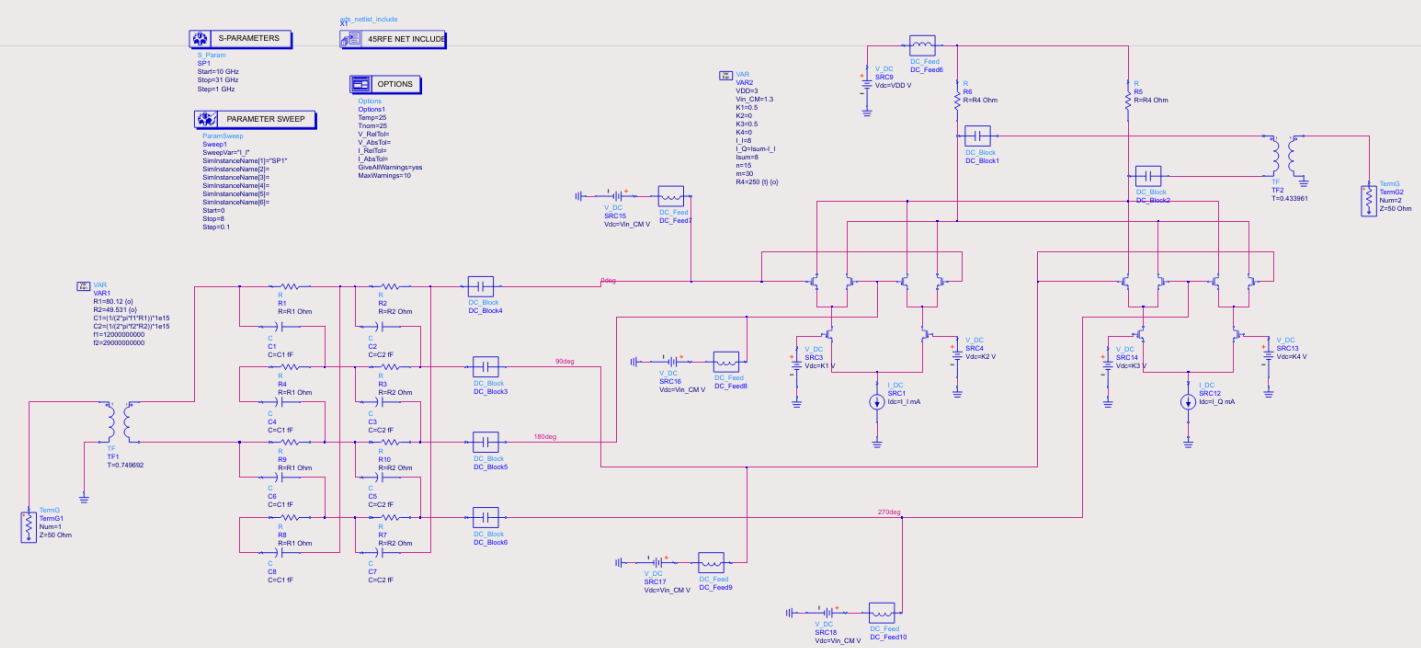 ads_netlist_include
X1
S-PARAMETERS
45RFE NET INCLUDE
S_Param
SP1
Start=10 GHz
Stop=31 GHz
Step=1 GHz
OPTIONS
Options
Options1
Temp=25
Tnom=25
V_RelTol=
V_AbsTol=
I_RelTol=
I_AbsTol=
GiveAllWarnings=yes
MaxWarnings=10
PARAMETER SWEEP
ParamSweep
Sweep1
SweepVar="I_I"
SimInstanceName[1]="SP1"
SimInstanceName[2]=
SimInstanceName[3]=
SimInstanceName[4]=
SimInstanceName[5]=
SimInstanceName[6]=
Start=0
Stop=8
Step=0.1
VAR
VAR2
VDD=3
Vin_CM=1.3
K1=0.5
K2=0
K3=0.5
K4=0
I_I=8
I_Q=Isum-I_I
Isum=8
n=15
m=30
R4=250 {t} {o}
V_DC
SRC9
Vdc=VDD V
DC_Feed
DC_Feed6
R
R6
R=R4 Ohm
R
R5
R=R4 Ohm
DC_Block
DC_Block1
DC_Block
DC_Block2
TF
TF2
T=0.433961
TermG
TermG2
Num=2
Z=50 Ohm
V_DC
SRC15
Vdc=Vin_CM V
DC_Feed
DC_Feed7
VAR
VAR1
R1=80.12 {o}
R2=49.531 {o}
C1=(1/(2*pi*f1*R1))*1e15
C2=(1/(2*pi*f2*R2))*1e15
f1=12000000000
f2=29000000000
R
R1
R=R1 Ohm
R
R2
R=R2 Ohm
DC_Block
DC_Block4
0deg
C
C1
C=C1 fF
C
C2
C=C2 fF
R
R4
R=R1 Ohm
R
R3
R=R2 Ohm
DC_Block
DC_Block3
90deg
C
C4
C=C1 fF
C
C3
C=C2 fF
R
R9
R=R1 Ohm
R
R10
R=R2 Ohm
DC_Block
DC_Block5
180deg
C
C6
C=C1 fF
C
C5
C=C2 fF
R
R8
R=R1 Ohm
R
R7
R=R2 Ohm
DC_Block
DC_Block6
270deg
C
C8
C=C1 fF
C
C7
C=C2 fF
TF
TF1
T=0.749692
TermG
TermG1
Num=1
Z=50 Ohm
V_DC
SRC16
Vdc=Vin_CM V
DC_Feed
DC_Feed8
V_DC
SRC3
Vdc=K1 V
V_DC
SRC4
Vdc=K2 V
I_DC
SRC1
Idc=I_I mA
V_DC
SRC14
Vdc=K3 V
V_DC
SRC13
Vdc=K4 V
I_DC
SRC12
Idc=I_Q mA
V_DC
SRC17
Vdc=Vin_CM V
DC_Feed
DC_Feed9
V_DC
SRC18
Vdc=Vin_CM V
DC_Feed
DC_Feed10